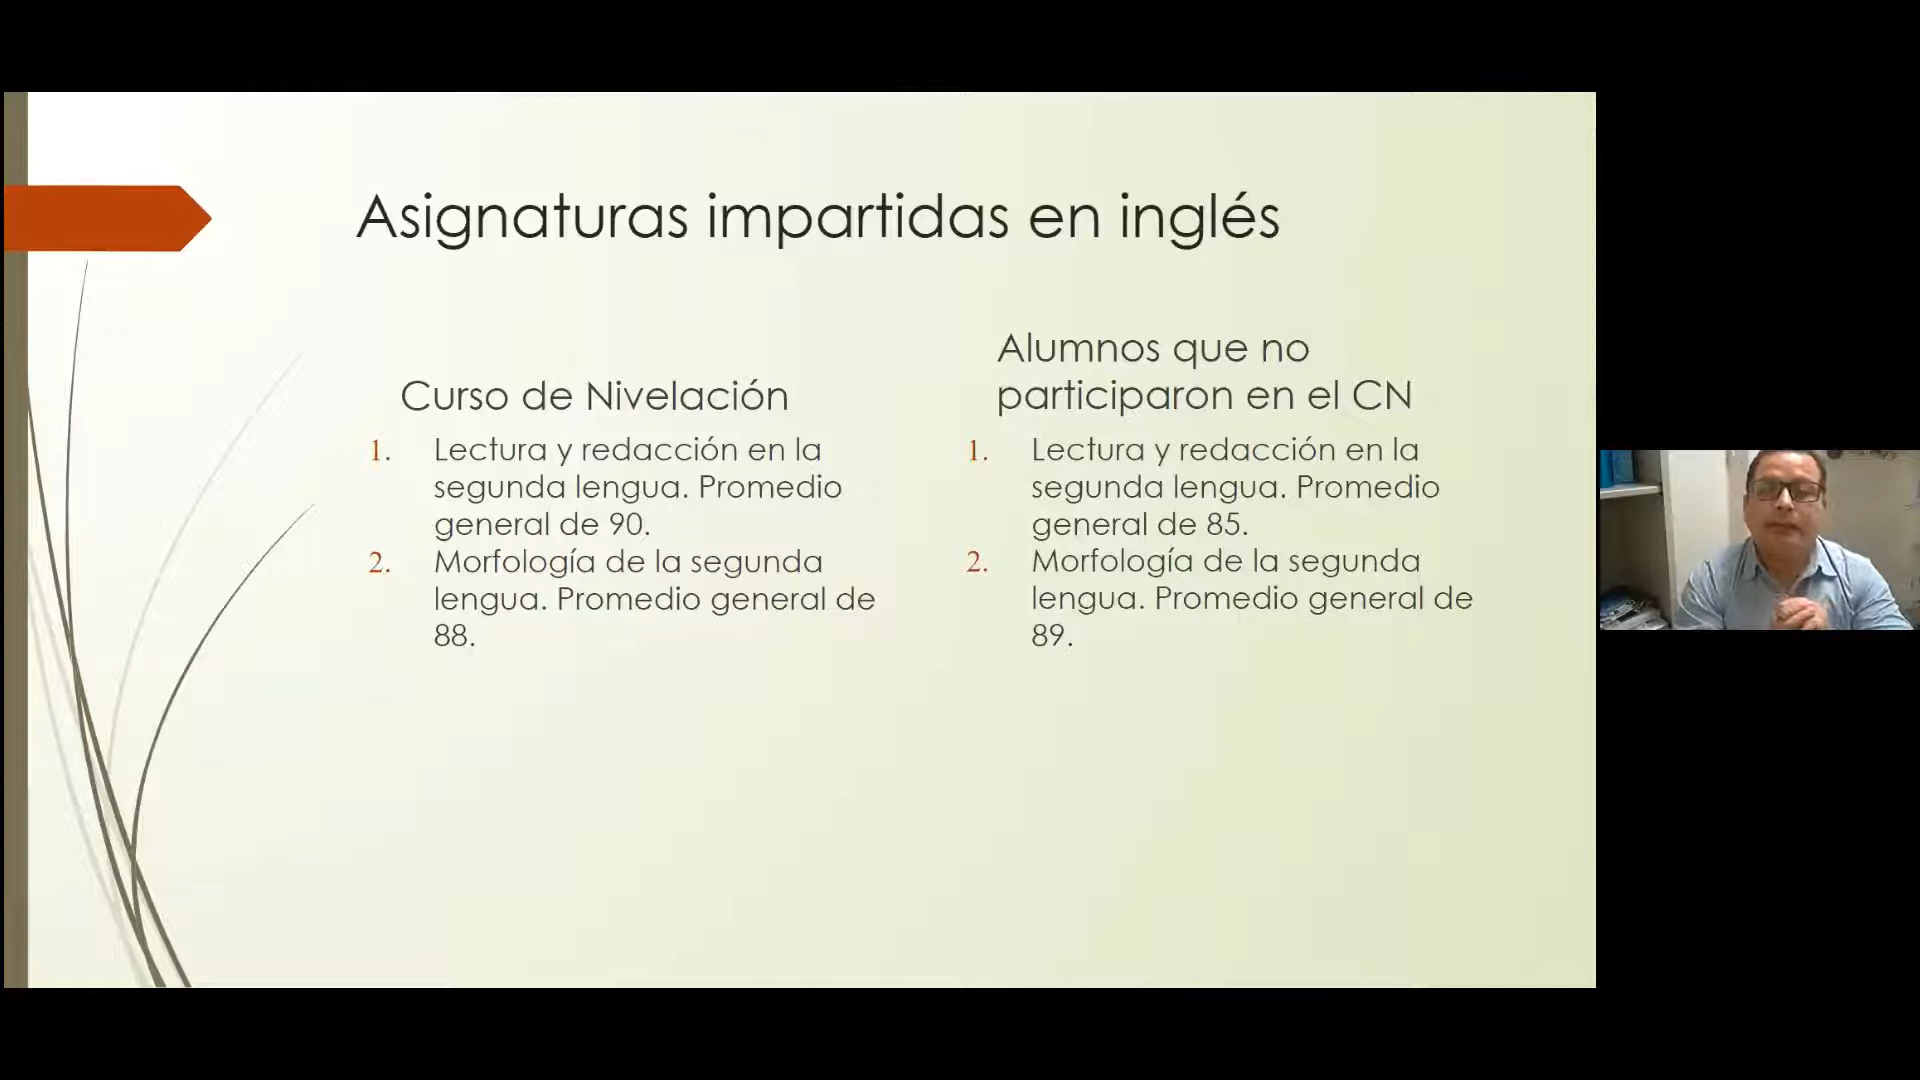 Asignaturas impartidas en inglés
Curso de Nivelación
1. Lectura y redacción en la
segunda lengua. Promedio
general de 90.
2. Morfología de la segunda
lengua. Promedio general de
88.
Alumnos que no
participaron en el CN
1. Lectura y redacción en la
segunda lengua. Promedio
general de 85.
2. Morfología de la segunda
lengua. Promedio general de
89.